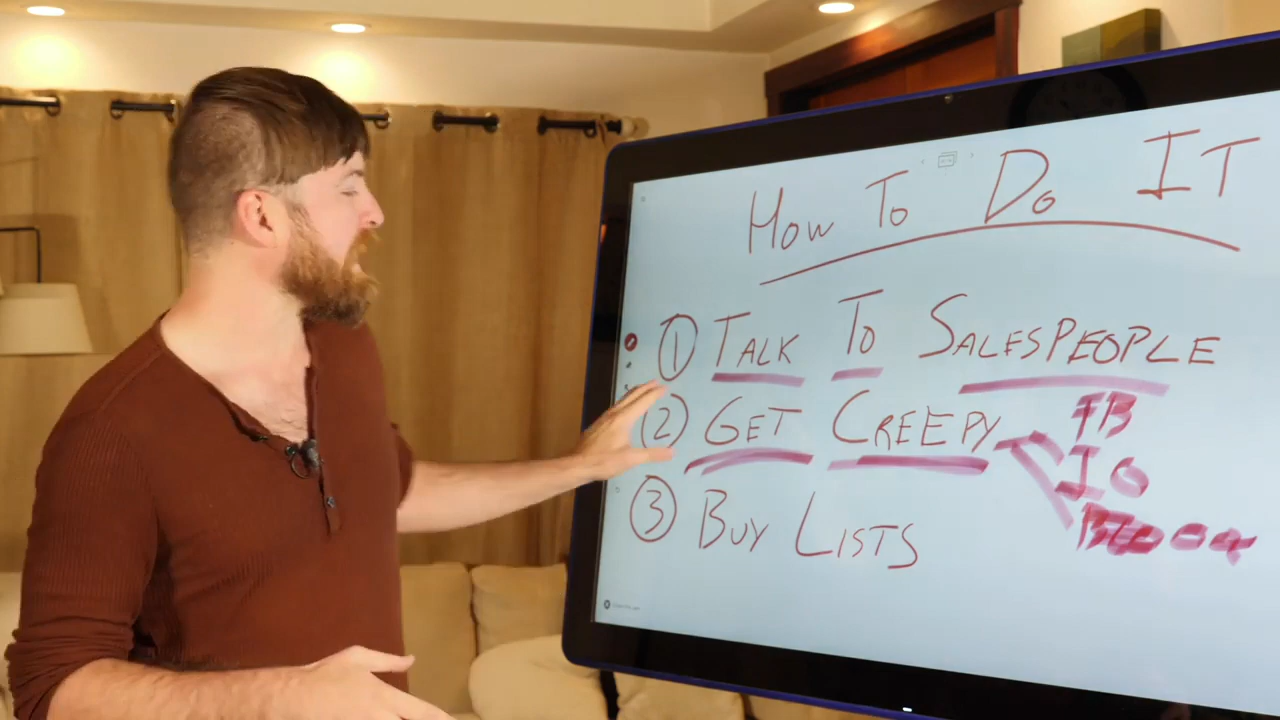 How To Do IT
1 TALK To SALESPEOPLE
2 GET CREEPY
FB
IG
3 BUY LISTS